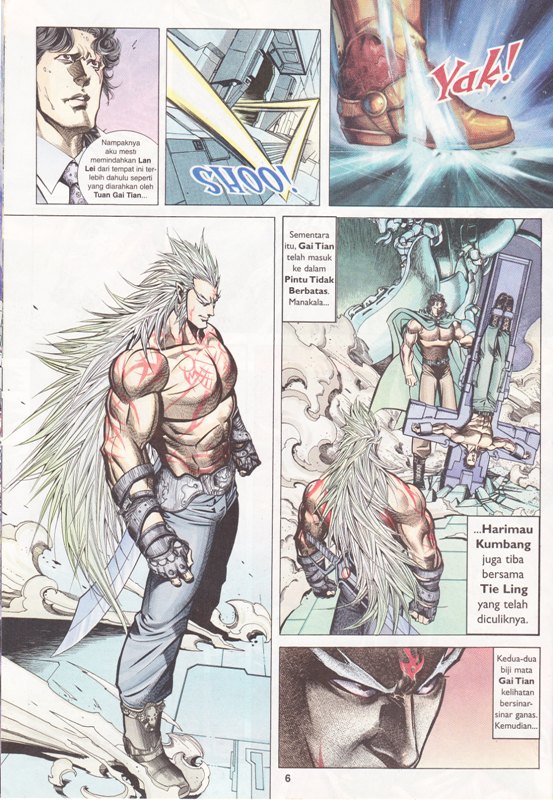 Nampaknya
aku mesti
memindahkan Lan
Lei dari tempat ini ter-
lebih dahulu seperti
yang diarahkan oleh
Tuan Gai Tian...
SHOO!
Yak!
Sementara
itu, Gai Tian
telah masuk
ke dalam
Pintu Tidak
Berbatas.
Manakala...
...Harimau
Kumbang
juga tiba
bersama
Tie Ling
yang telah
diculiknya.
Kedua-dua
biji mata
Gai Tian
kelihatan
bersinar-
sinar ganas.
Kemudian...
6